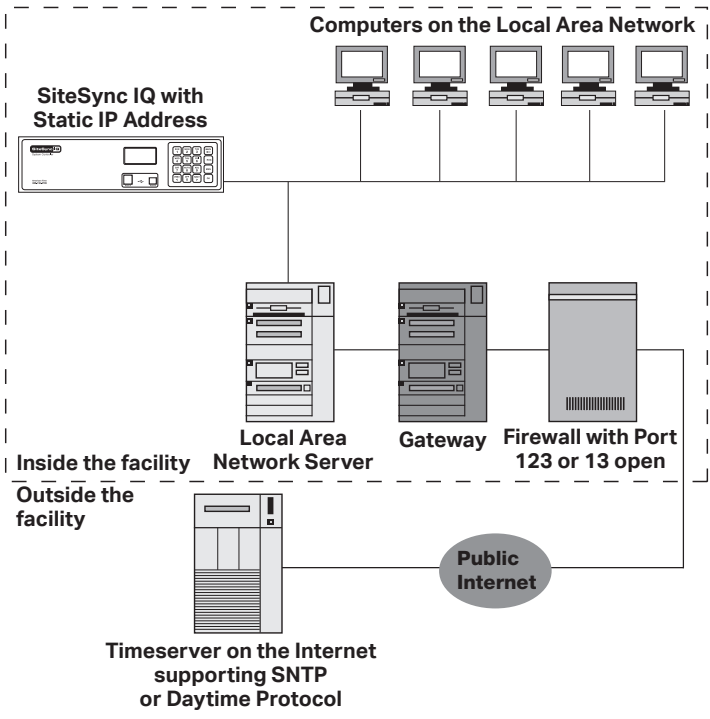 Computers on the Local Area Network
SiteSync IQ with
Static IP Address
SiteSync IQ
Local Area
Network Server
Gateway
Firewall with Port
123 or 13 open
Inside the facility
Outside the
facility
Public
Internet
Timeserver on the Internet
supporting SNTP
or Daytime Protocol